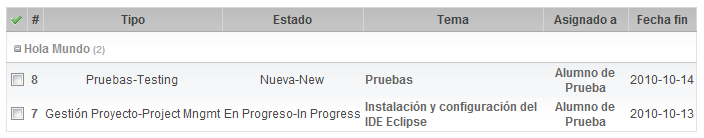 # Tipo Estado Tema Asignado a Fecha fin
Hola Mundo (2)
8 Pruebas-Testing Nueva-New Pruebas Alumno de Prueba 2010-10-14
7 Gestión Proyecto-Project Mngmt En Progreso-In Progress Instalación y configuración del IDE Eclipse Alumno de Prueba 2010-10-13